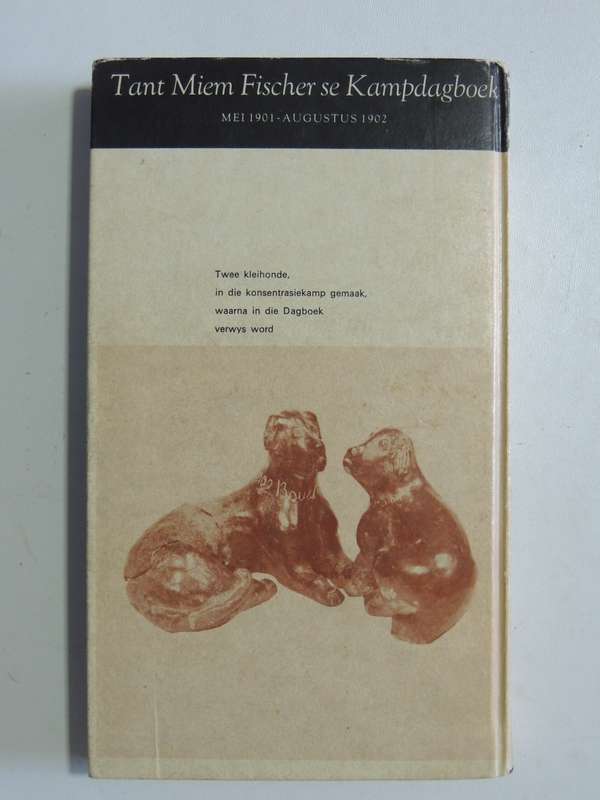 Tant Miem Fischer se Kampdagboek
MEI 1901-AUGUSTUS 1902
Twee kleihonde,
in die konsentrasiekamp gemaak,
waarna in die Dagboek
verwys word